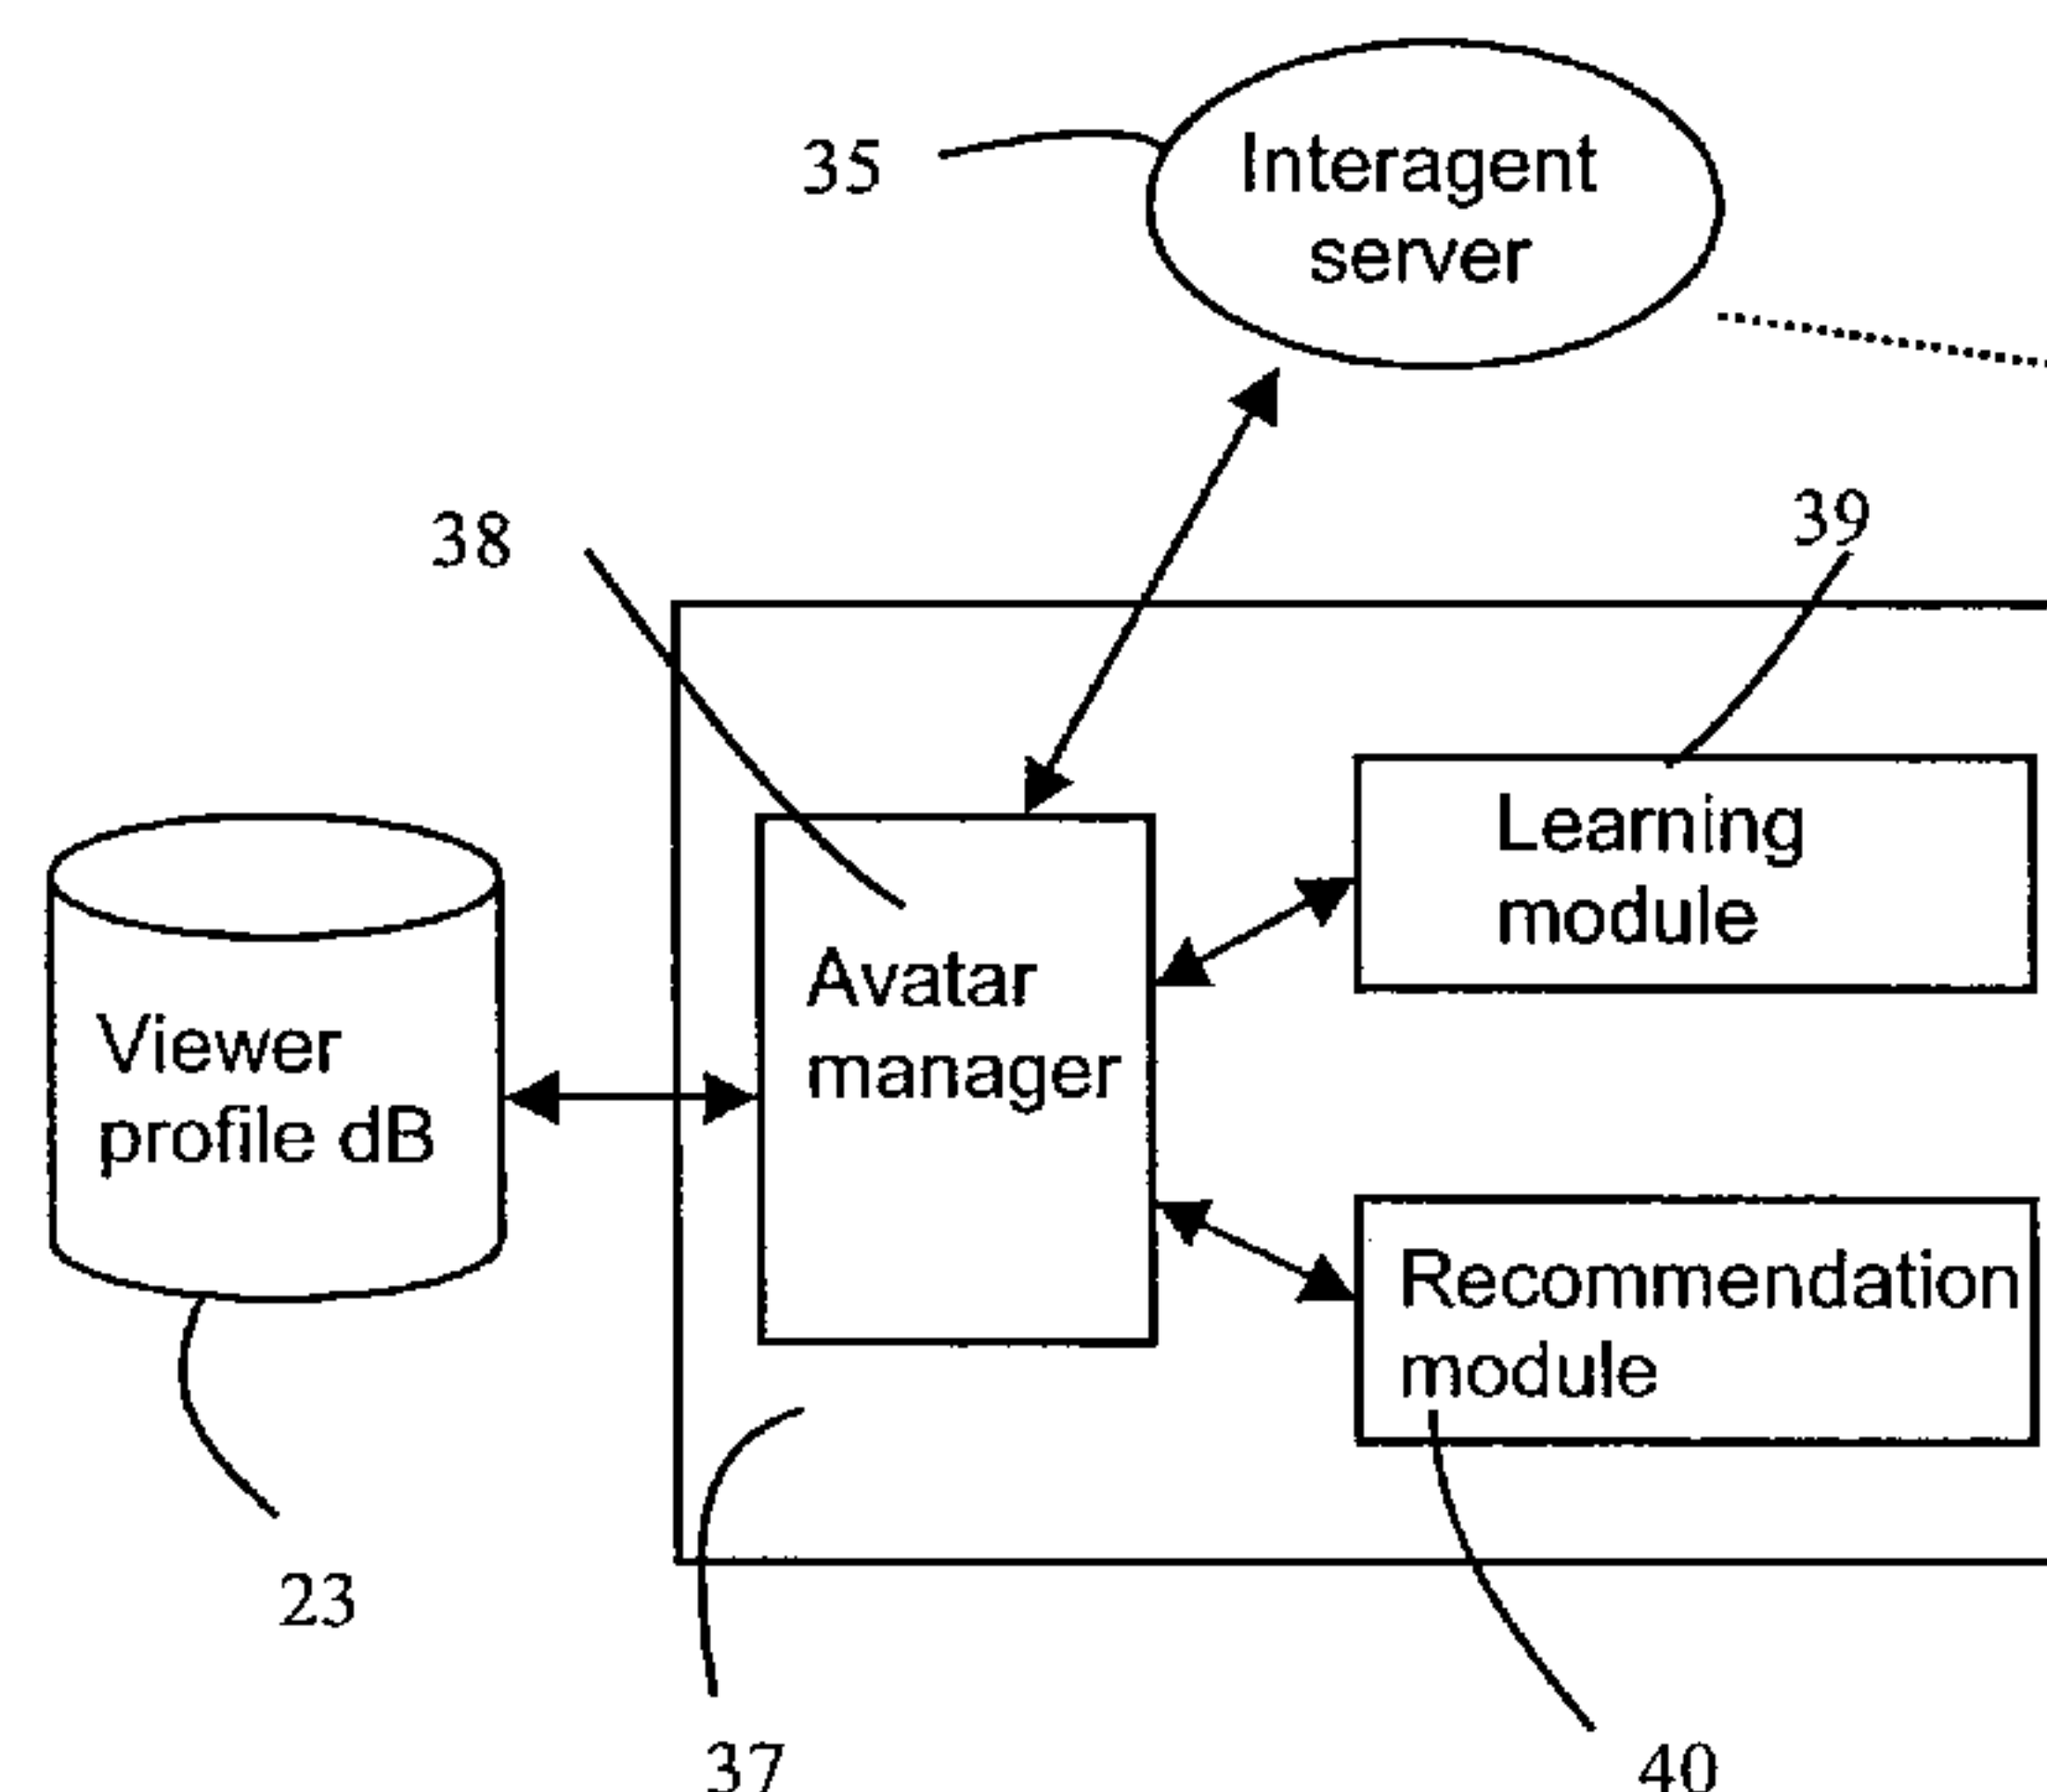 Interagent
server
35
38
39
Learning
module
Avatar
manager
Viewer
profile dB
Recommendation
module
23
37
40